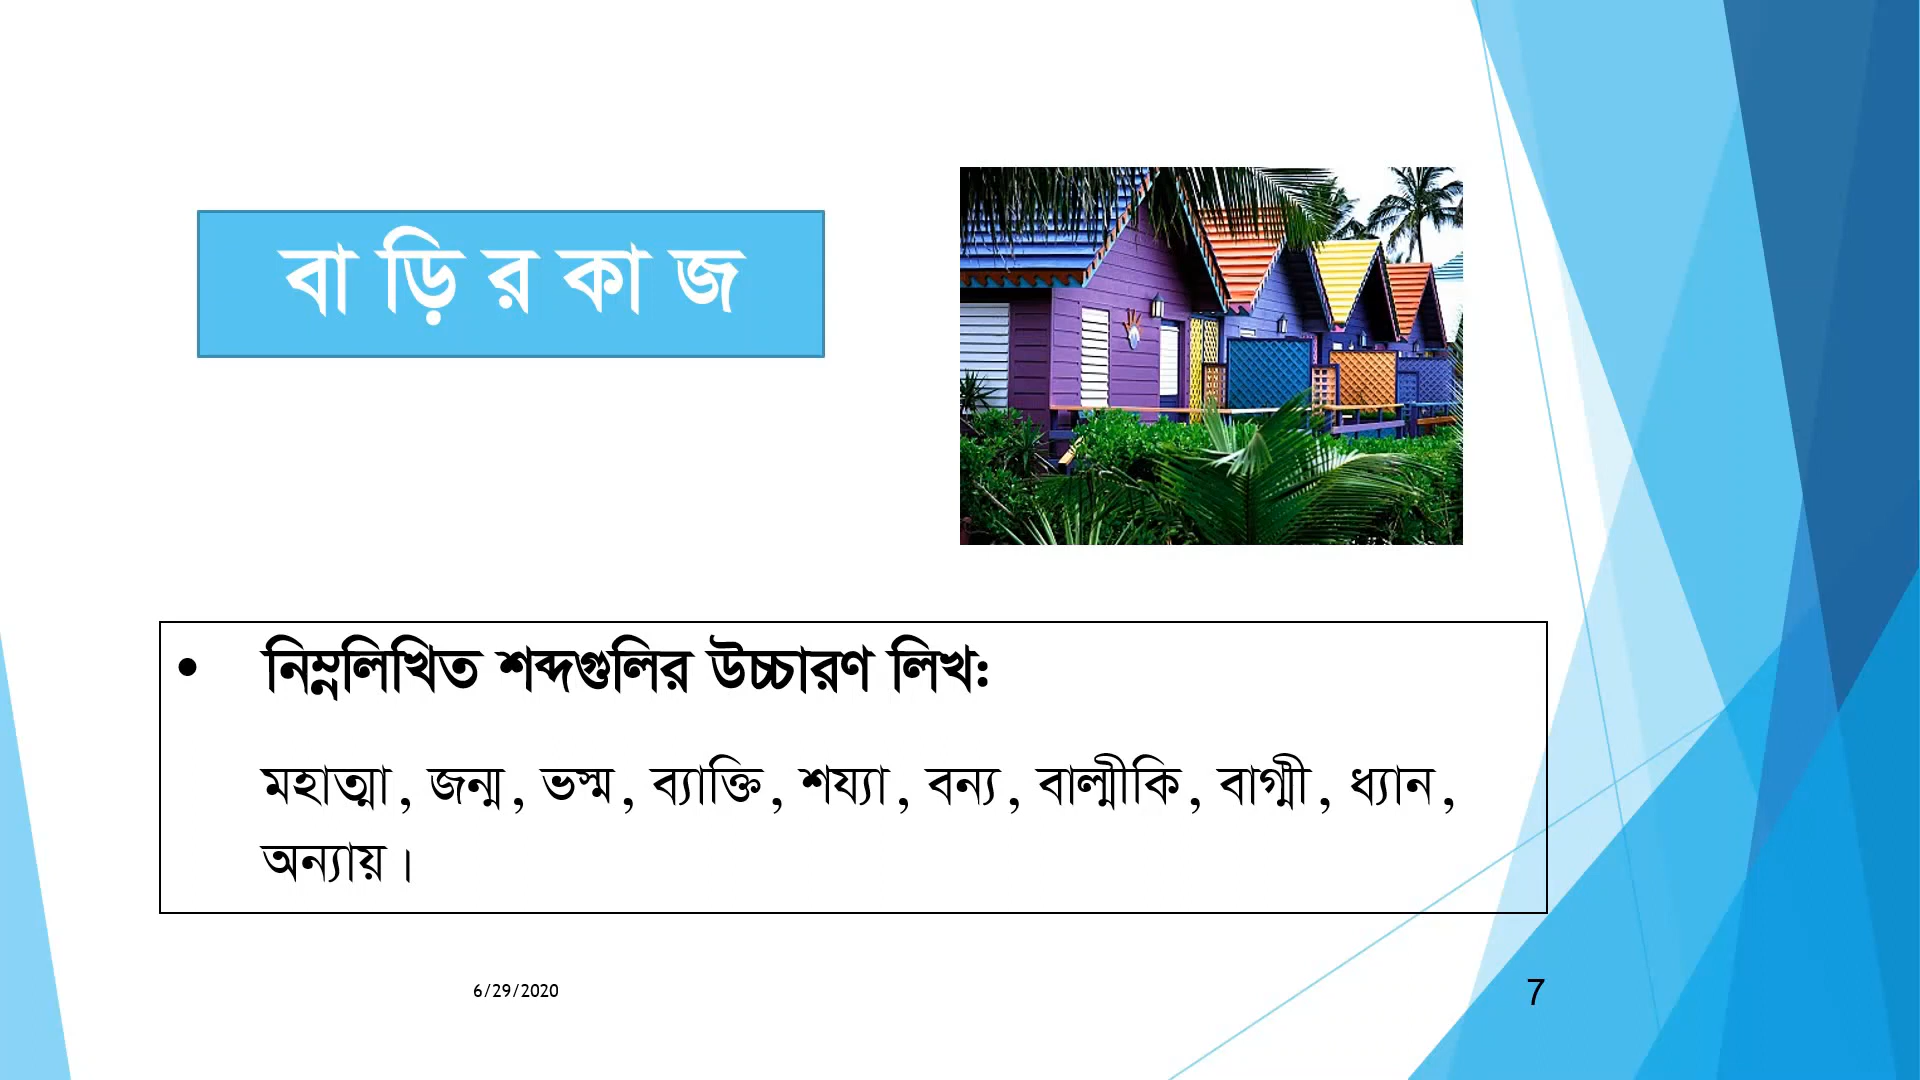 বা ড়ি র কা জ
• নিম্নলিখিত শব্দগুলির উচ্চারণ লিখ:
মহাত্মা, জন্ম, ভস্ম, ব্যাক্তি, শয্যা, বন্য, বাল্মীকি, বাগ্মী, ধ্যান,
অন্যায়।
6/29/2020
7